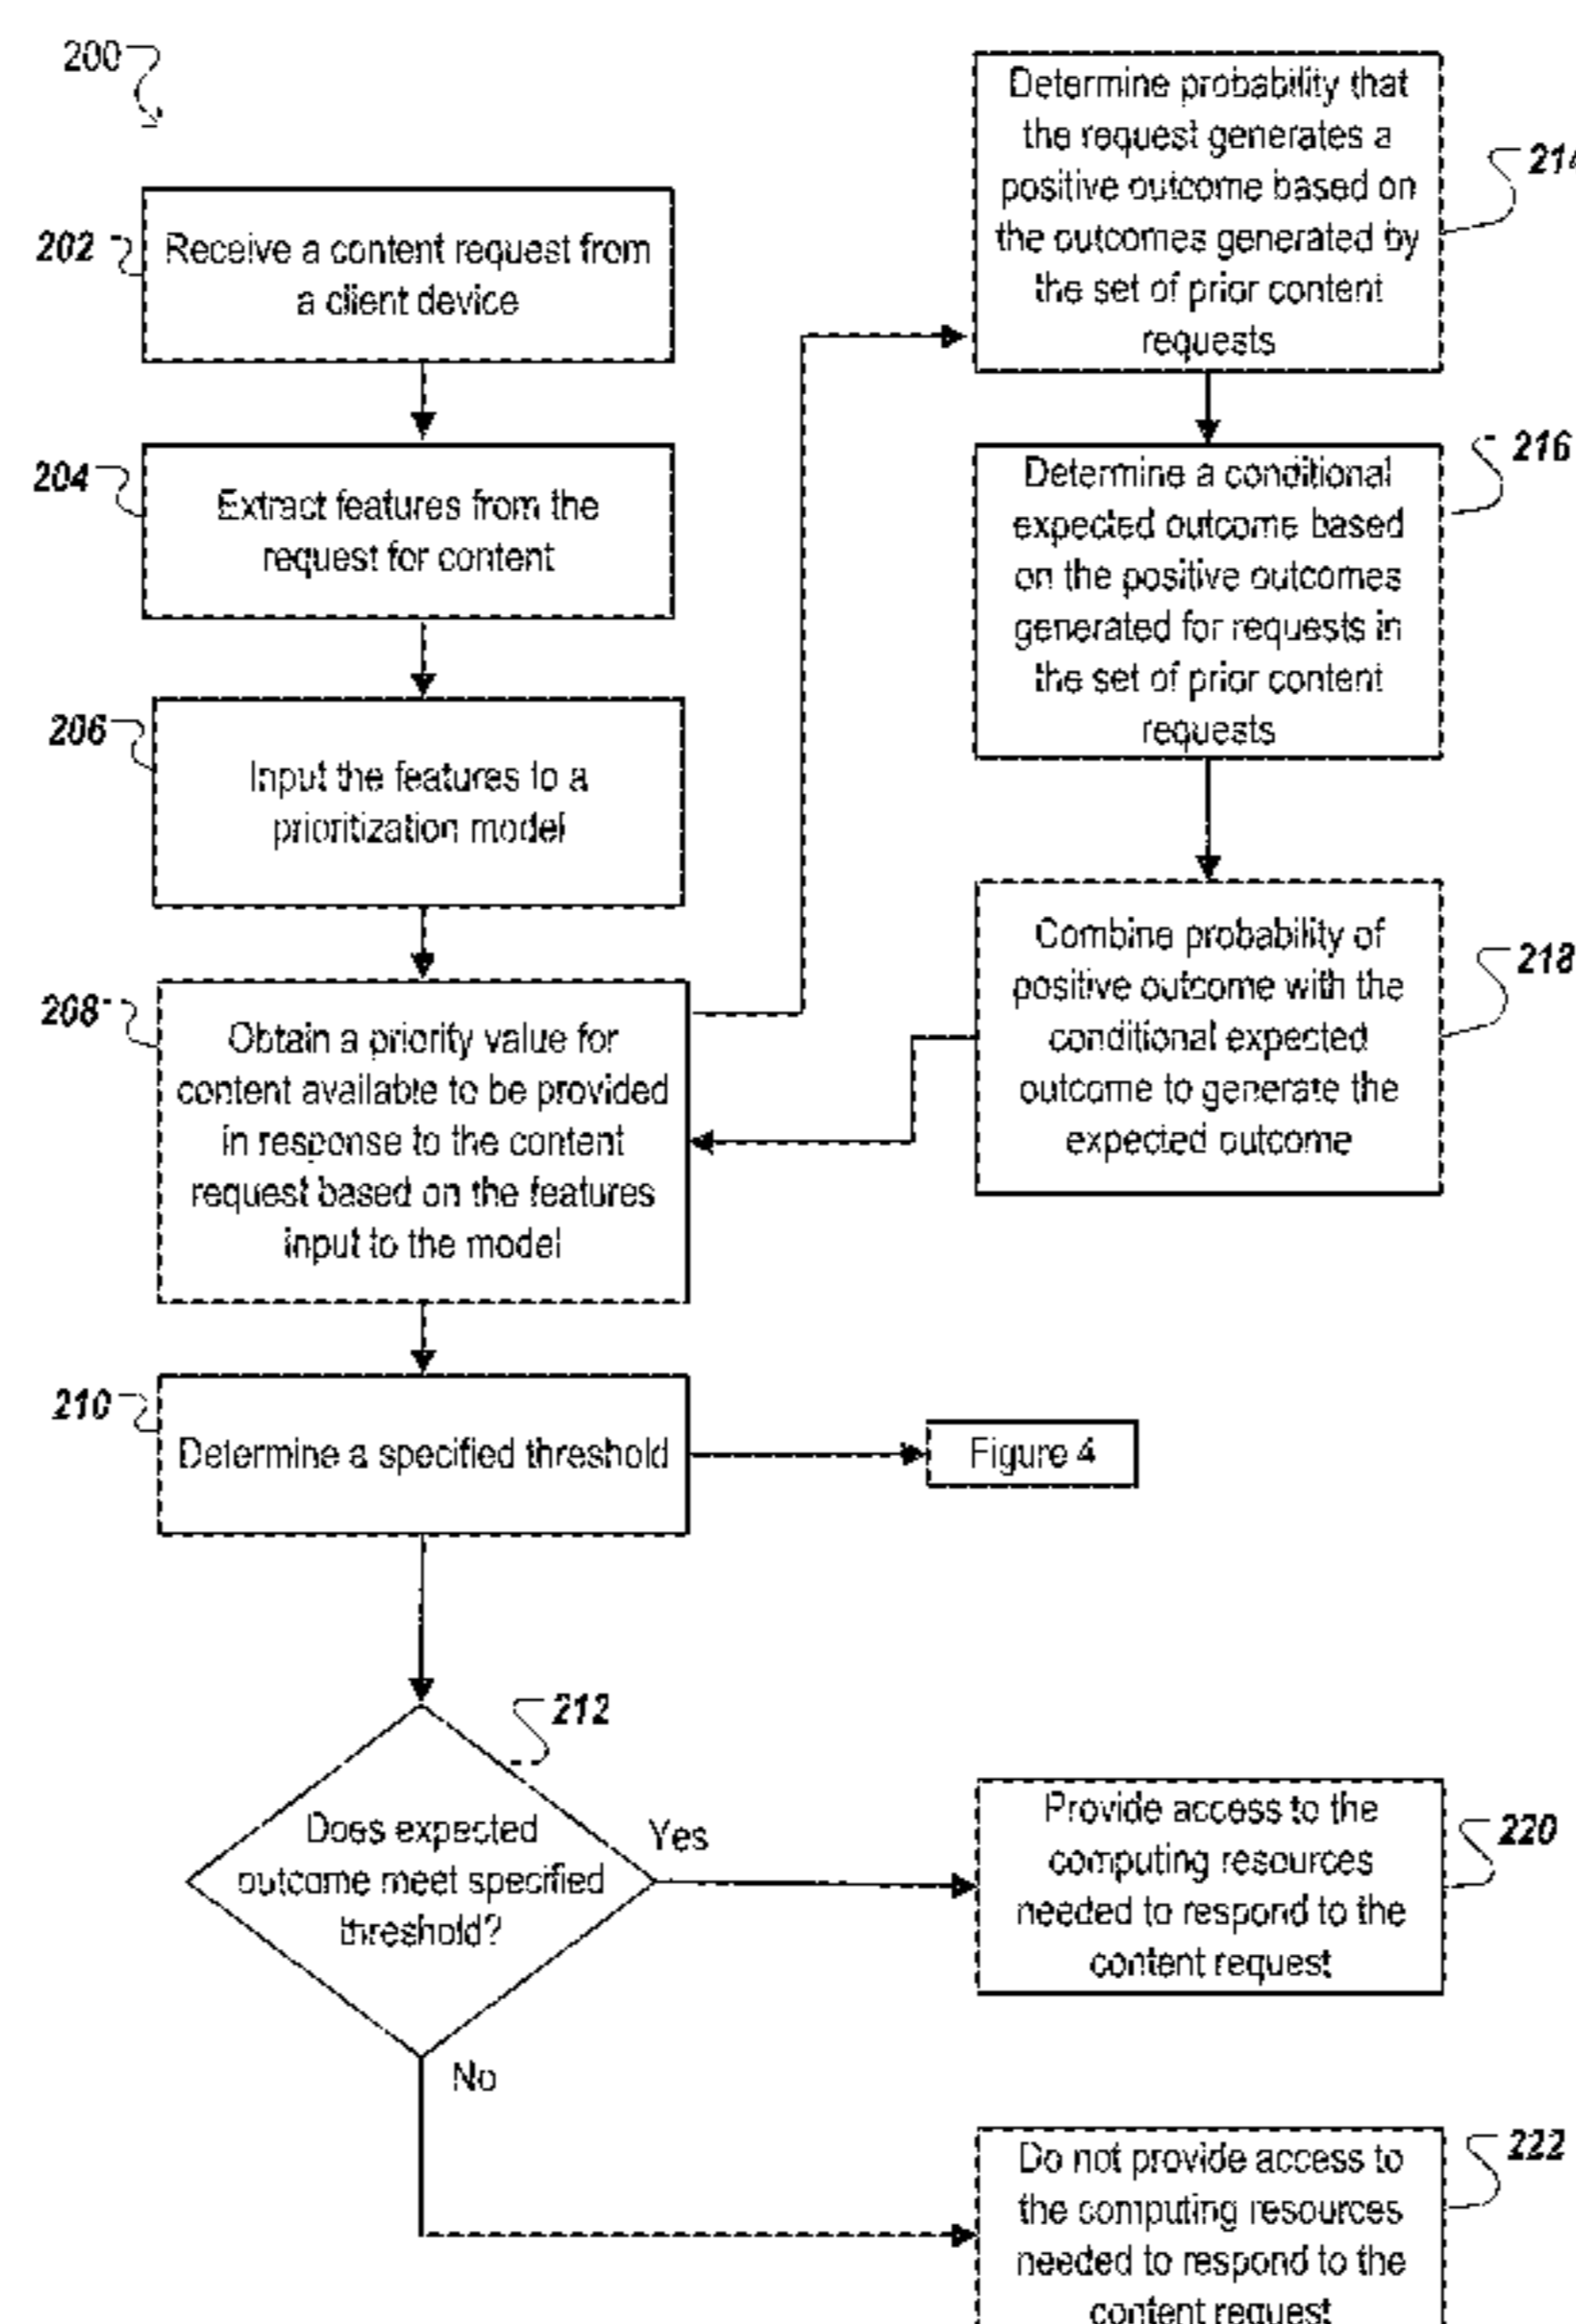 200
202
Receive a content request from
a client device
204
Extract features from the
request for content
206
Input the features to a
prioritization model
208
Obtain a priority value for
content available to be provided
in response to the content
request based on the features
input to the model
210
Determine a specified threshold
Figure 4
212
Does expected
outcome meet specified
threshold?
Yes
No
Determine probability that
the request generates a
positive outcome based on
the outcomes generated by
the set of prior content
requests
216
Determine a conditional
expected outcome based
on the positive outcomes
generated for requests in
the set of prior content
requests
218
Combine probability of
positive outcome with the
conditional expected
outcome to generate the
expected outcome
220
Provide access to the
computing resources
needed to respond to the
content request
222
Do not provide access to
the computing resources
needed to respond to the
content request